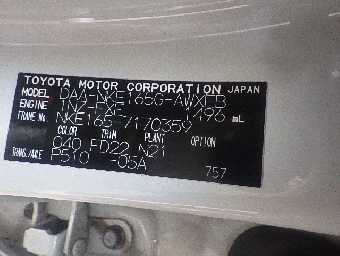 TOYOTA MOTOR CORPORATION JAPAN
MODEL DAA-NKE165G-AWXEB
ENGINE 1NZ-FXE 1496 mL
FRAME No. NKE165-7170359
COLOR TRIM PLANT OPTION
040 FD22 N21
TRANS./AXLE P510 -05A
757